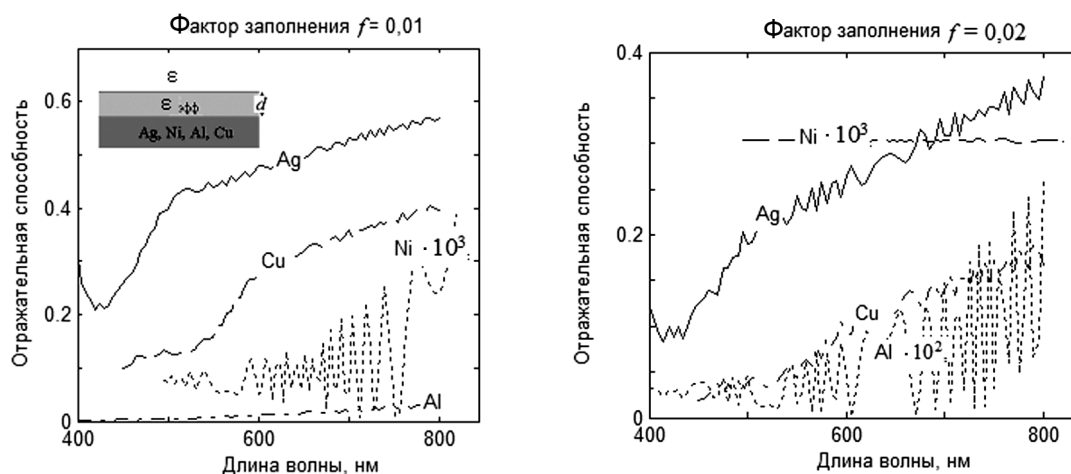 Фактор заполнения f = 0,01
Отражательная способность
0.6
0.4
0.2
0
ε
ε эфф
d
Ag, Ni, Al, Cu
Ag
Cu
Ni · 10³
Al
400
600
800
Длина волны, нм
Фактор заполнения f = 0,02
Отражательная способность
0.4
0.2
0
Ni · 10³
Ag
Cu
Al · 10²
400
600
800
Длина волны, нм